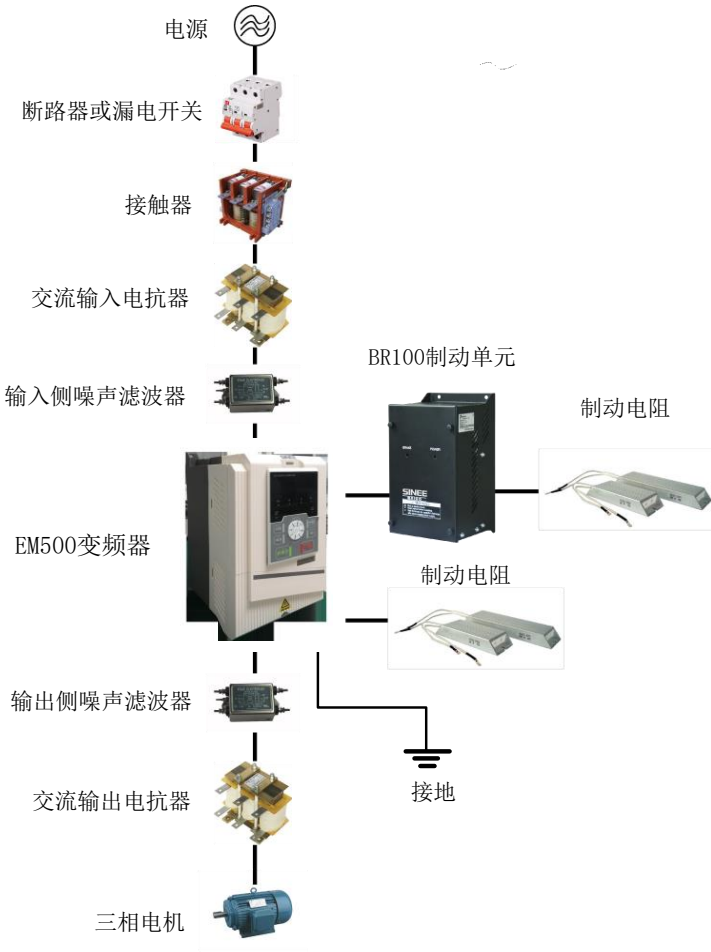 电源
断路器或漏电开关
接触器
交流输入电抗器
BR100制动单元
输入侧噪声滤波器
制动电阻
SINEE
EM500变频器
制动电阻
输出侧噪声滤波器
交流输出电抗器
接地
三相电机